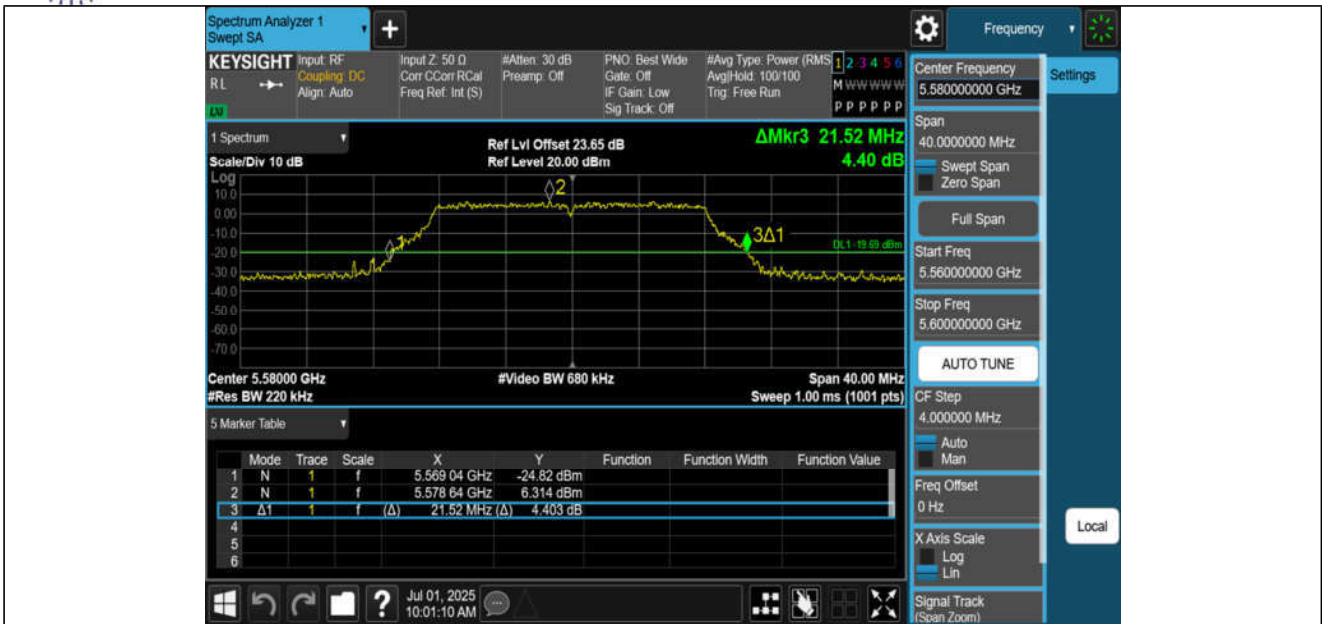 Spectrum Analyzer 1
Swept SA
+
Frequency
KEYSIGHT
RL
LV
Input: RF
Coupling: DC
Align: Auto
Input Z: 50 Ω
Corr CCorr RCal
Freq Ref: Int (S)
#Atten: 30 dB
Preamp: Off
PNO: Best Wide
Gate: Off
IF Gain: Low
Sig Track: Off
#Avg Type: Power (RMS
Avg|Hold: 100/100
Trig: Free Run
1 2 3 4 5 6
M W W W W W
P P P P P P
1 Spectrum
Scale/Div 10 dB
Ref Lvl Offset 23.65 dB
Ref Level 20.00 dBm
ΔMkr3 21.52 MHz
4.40 dB
Log
10.0
0.00
-10.0
-20.0
-30.0
-40.0
-50.0
-60.0
-70.0
1
2
3Δ1
DL1 -19.69 dBm
Center 5.58000 GHz
#Res BW 220 kHz
#Video BW 680 kHz
Span 40.00 MHz
Sweep 1.00 ms (1001 pts)
5 Marker Table
Mode Trace Scale X Y Function Function Width Function Value
1 N 1 f 5.569 04 GHz -24.82 dBm
2 N 1 f 5.578 64 GHz 6.314 dBm
3 Δ1 1 f (Δ) 21.52 MHz (Δ) 4.403 dB
4
5
6
?
Jul 01, 2025
10:01:10 AM
Center Frequency
5.580000000 GHz
Span
40.0000000 MHz
Swept Span
Zero Span
Full Span
Start Freq
5.560000000 GHz
Stop Freq
5.600000000 GHz
AUTO TUNE
CF Step
4.000000 MHz
Auto
Man
Freq Offset
0 Hz
X Axis Scale
Log
Lin
Signal Track
(Span Zoom)
Settings
Local